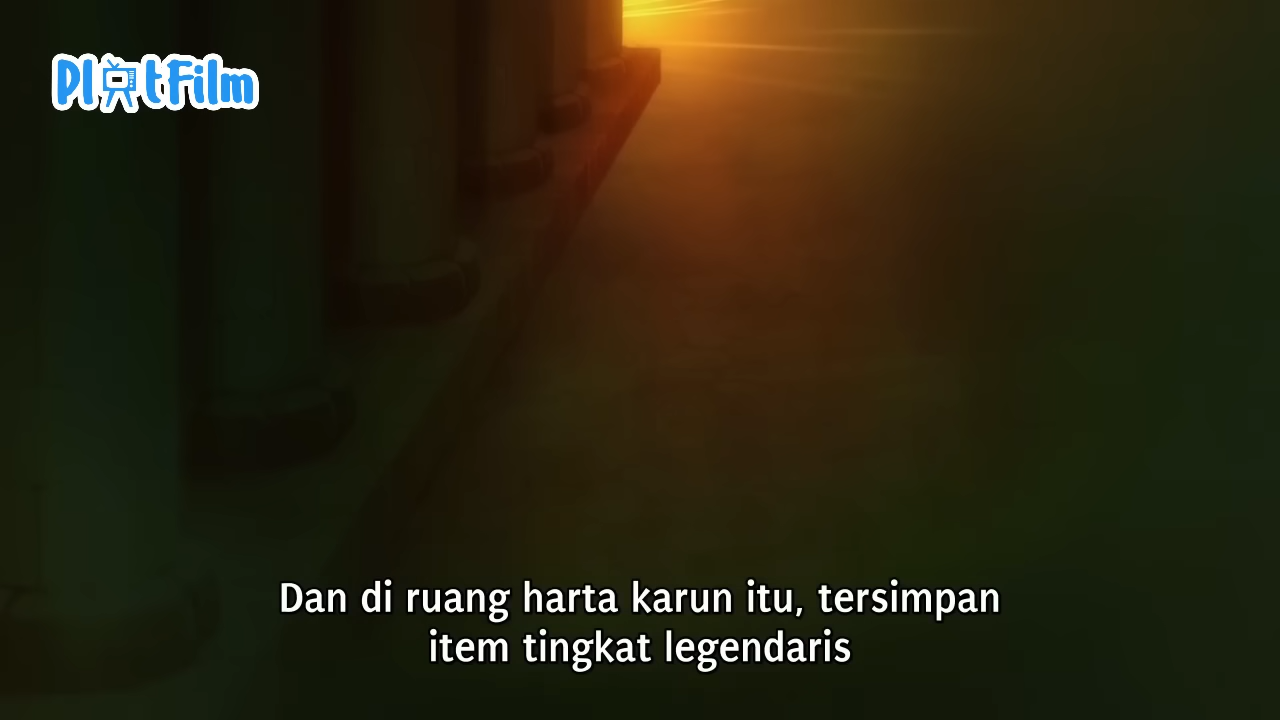 PlotFilm
Dan di ruang harta karun itu, tersimpan
item tingkat legendaris